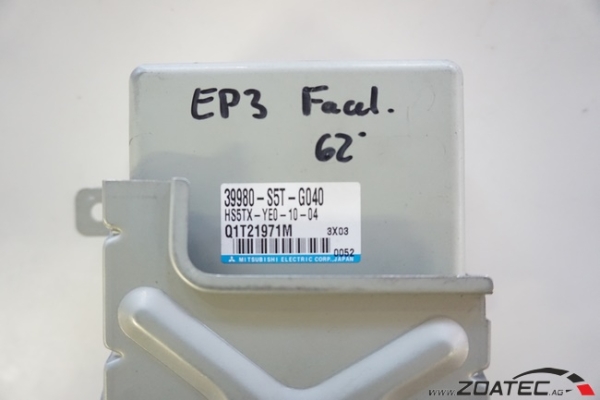 EP3 Facel.
62°
39980-S5T-G040
HS5TX-YE0-10-04
Q1T21971M 3X03
0052
MITSUBISHI ELECTRIC CORP. JAPAN
ZOATEC.AG